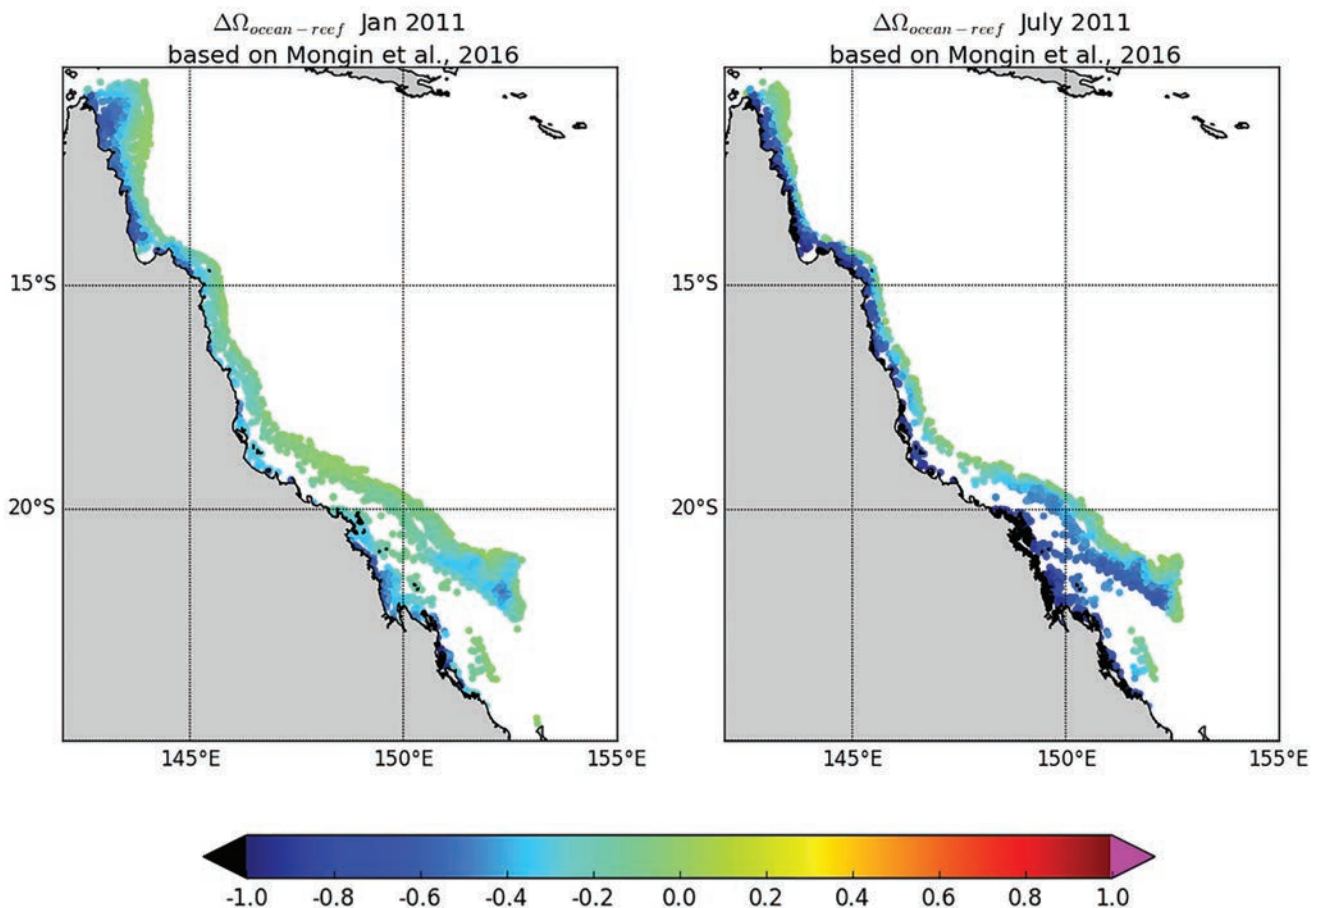 ΔΩocean−reef Jan 2011
based on Mongin et al., 2016
ΔΩocean−reef July 2011
based on Mongin et al., 2016
15°S
20°S
145°E 150°E 155°E
15°S
20°S
145°E 150°E 155°E
-1.0 -0.8 -0.6 -0.4 -0.2 0.0 0.2 0.4 0.6 0.8 1.0